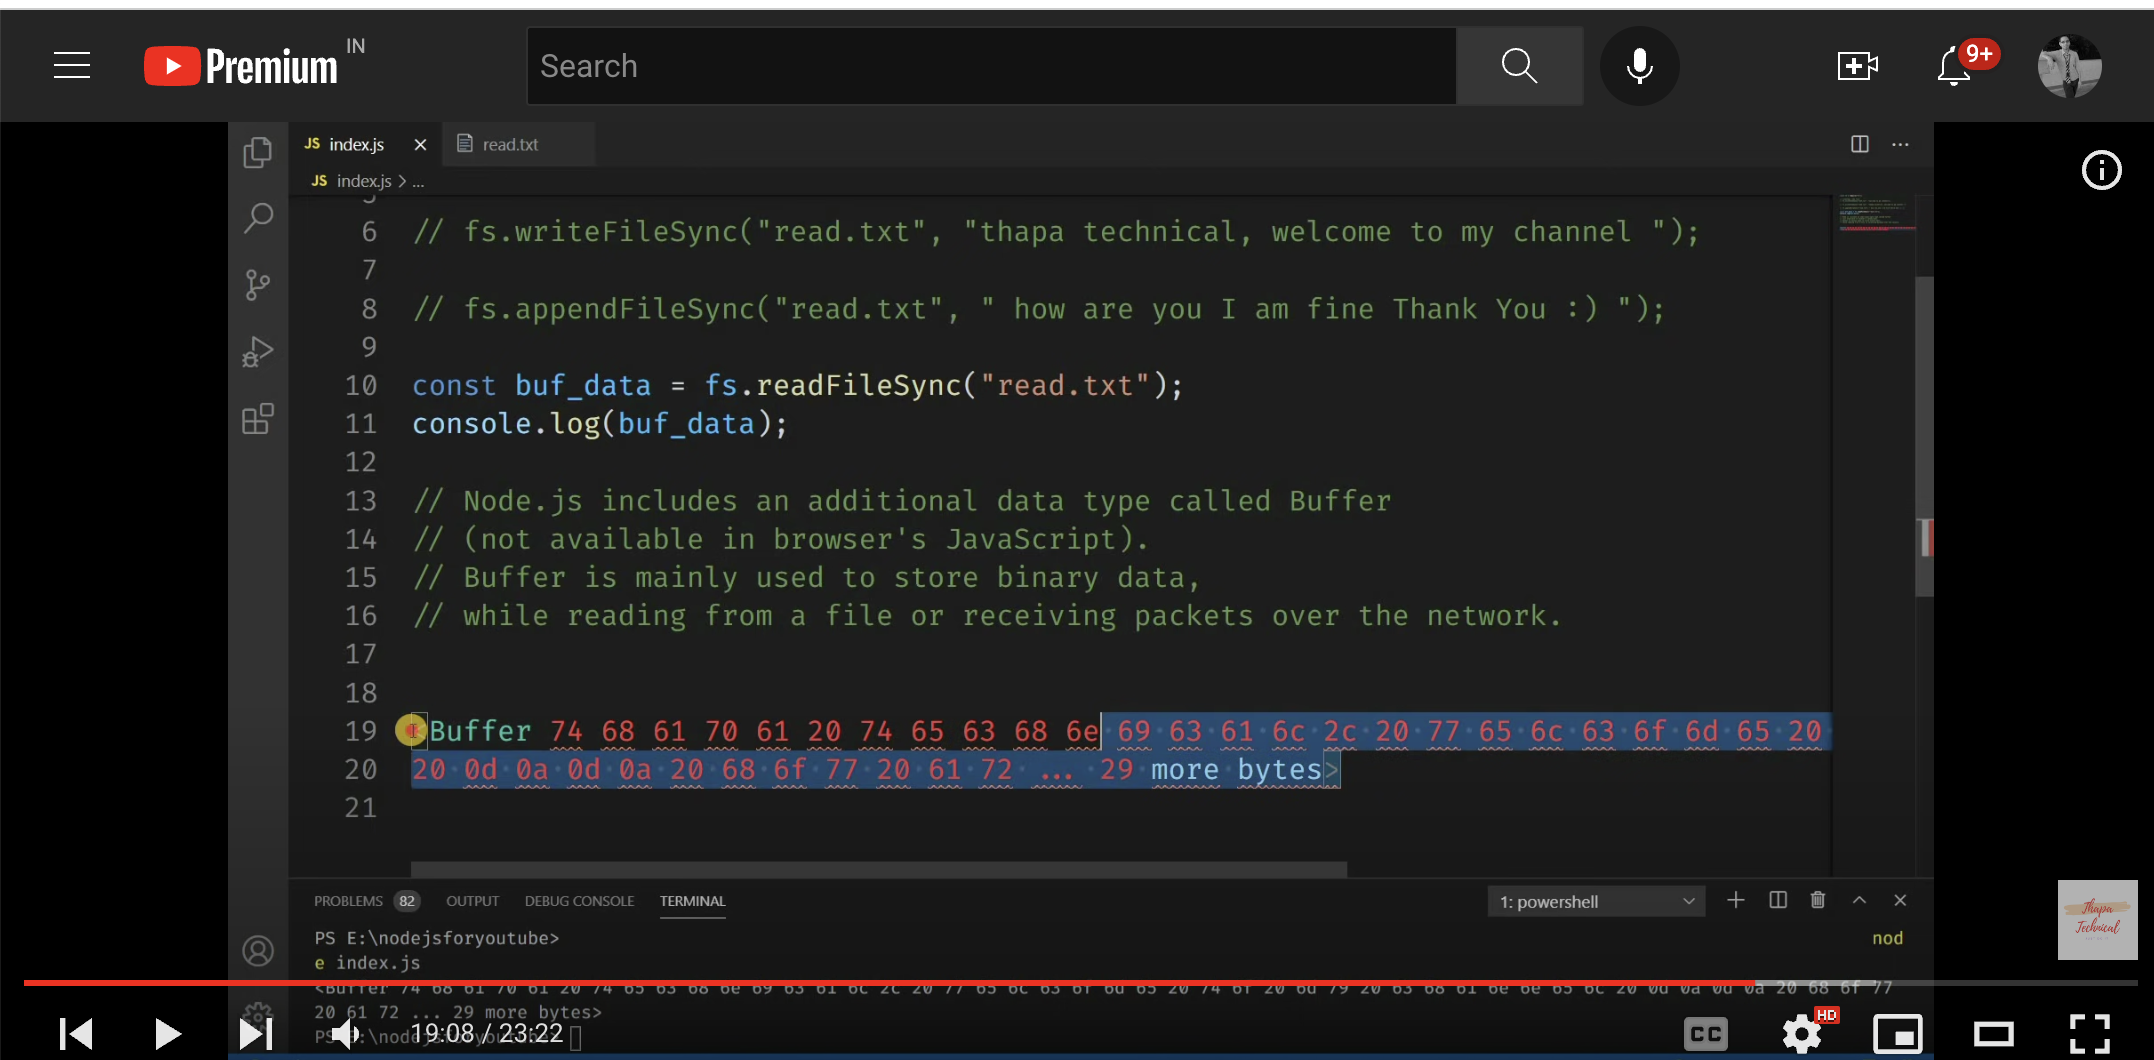 Premium IN
Search
9+
JS index.js
read.txt
JS index.js > ...
6 // fs.writeFileSync("read.txt", "thapa technical, welcome to my channel ");
7
8 // fs.appendFileSync("read.txt", " how are you I am fine Thank You :) ");
9
10 const buf_data = fs.readFileSync("read.txt");
11 console.log(buf_data);
12
13 // Node.js includes an additional data type called Buffer
14 // (not available in browser's JavaScript).
15 // Buffer is mainly used to store binary data,
16 // while reading from a file or receiving packets over the network.
17
18
19 <Buffer 74 68 61 70 61 20 74 65 63 68 6e 69 63 61 6c 2c 20 77 65 6c 63 6f 6d 65 20
20 20 0d 0a 0d 0a 20 68 6f 77 20 61 72 ... 29 more bytes>
21
PROBLEMS 82 OUTPUT DEBUG CONSOLE TERMINAL
1: powershell
Thapa
Technical
PS E:\nodejsforyoutube> nod
e index.js
<Buffer 74 68 61 70 61 20 74 65 63 68 6e 69 63 61 6c 2c 20 77 65 6c 63 6f 6d 65 20 74 6f 20 6d 79 20 63 68 61 6e 6e 65 6c 20 0d 0a 0d 0a 20 68 6f 77
20 61 72 ... 29 more bytes>
PS E:\nodejsforyoutube>
19:08 / 23:22
CC
HD